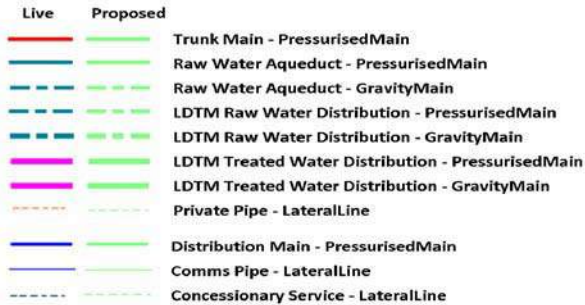 Live Proposed
Trunk Main - PressurisedMain
Raw Water Aqueduct - PressurisedMain
Raw Water Aqueduct - GravityMain
LDTM Raw Water Distribution - PressurisedMain
LDTM Raw Water Distribution - GravityMain
LDTM Treated Water Distribution - PressurisedMain
LDTM Treated Water Distribution - GravityMain
Private Pipe - LateralLine
Distribution Main - PressurisedMain
Comms Pipe - LateralLine
Concessionary Service - LateralLine